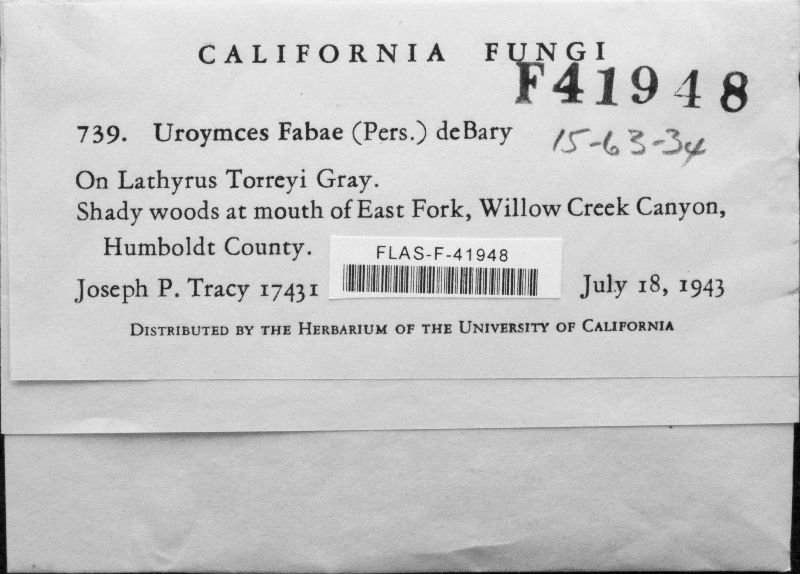 CALIFORNIA FUNGI
F41948
739. Uroymces Fabae (Pers.) deBary
15-63-34
On Lathyrus Torreyi Gray.
Shady woods at mouth of East Fork, Willow Creek Canyon,
Humboldt County.
FLAS-F-41948
Joseph P. Tracy 17431
July 18, 1943
DISTRIBUTED BY THE HERBARIUM OF THE UNIVERSITY OF CALIFORNIA